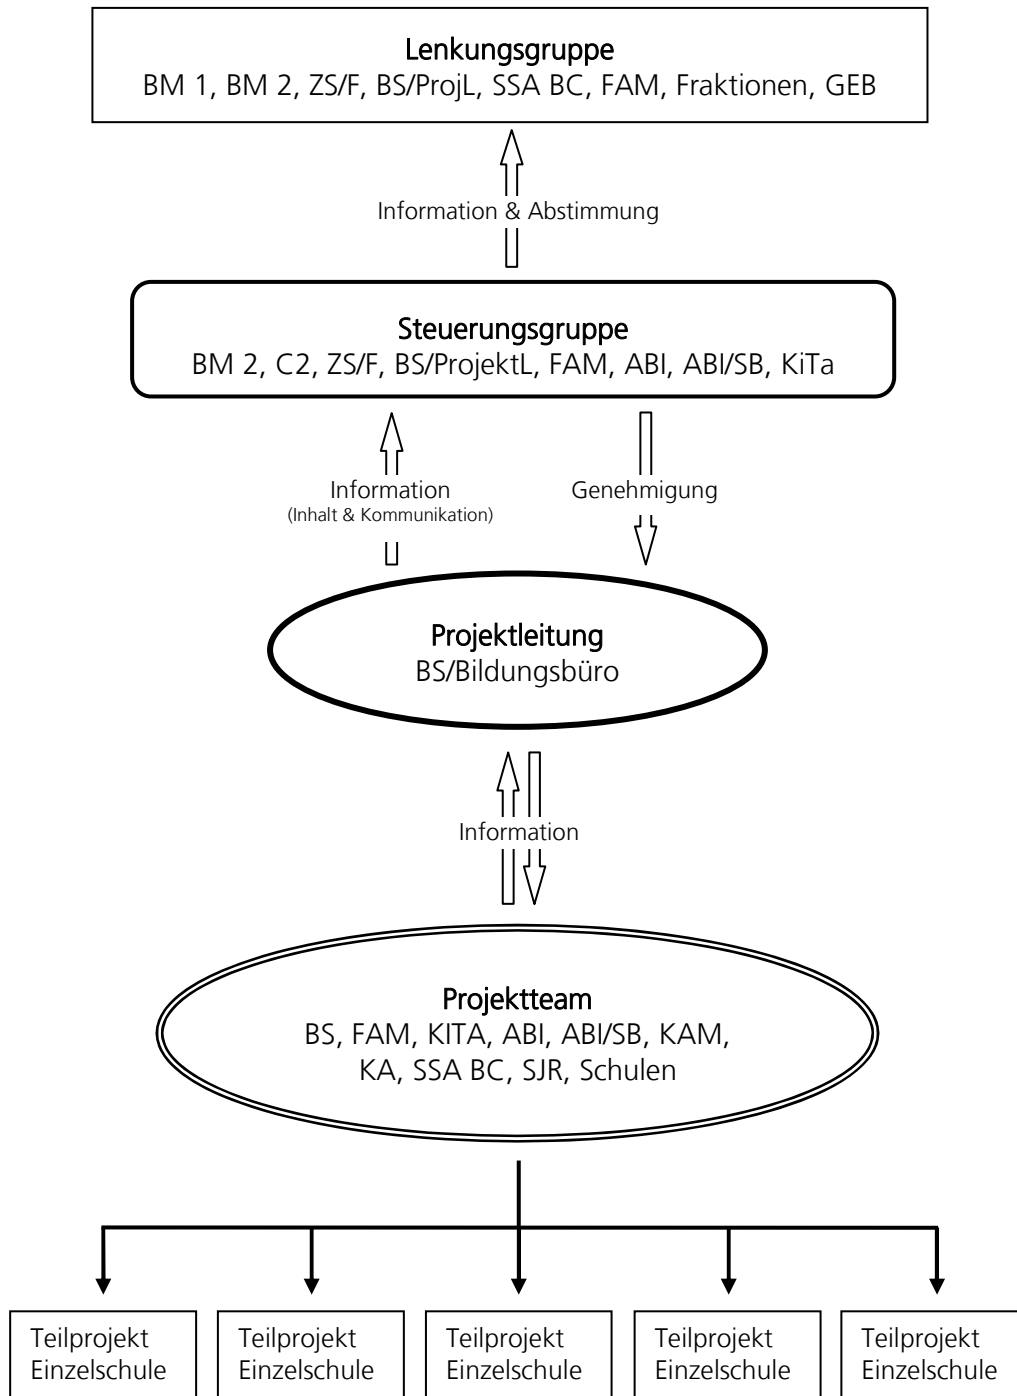 Lenkungsgruppe
BM 1, BM 2, ZS/F, BS/ProjL, SSA BC, FAM, Fraktionen, GEB
Information & Abstimmung
Steuerungsgruppe
BM 2, C2, ZS/F, BS/ProjektL, FAM, ABI, ABI/SB, KiTa
Information
(Inhalt & Kommunikation)
Genehmigung
Projektleitung
BS/Bildungsbüro
Information
Projektteam
BS, FAM, KITA, ABI, ABI/SB, KAM,
KA, SSA BC, SJR, Schulen
Teilprojekt
Einzelschule
Teilprojekt
Einzelschule
Teilprojekt
Einzelschule
Teilprojekt
Einzelschule
Teilprojekt
Einzelschule